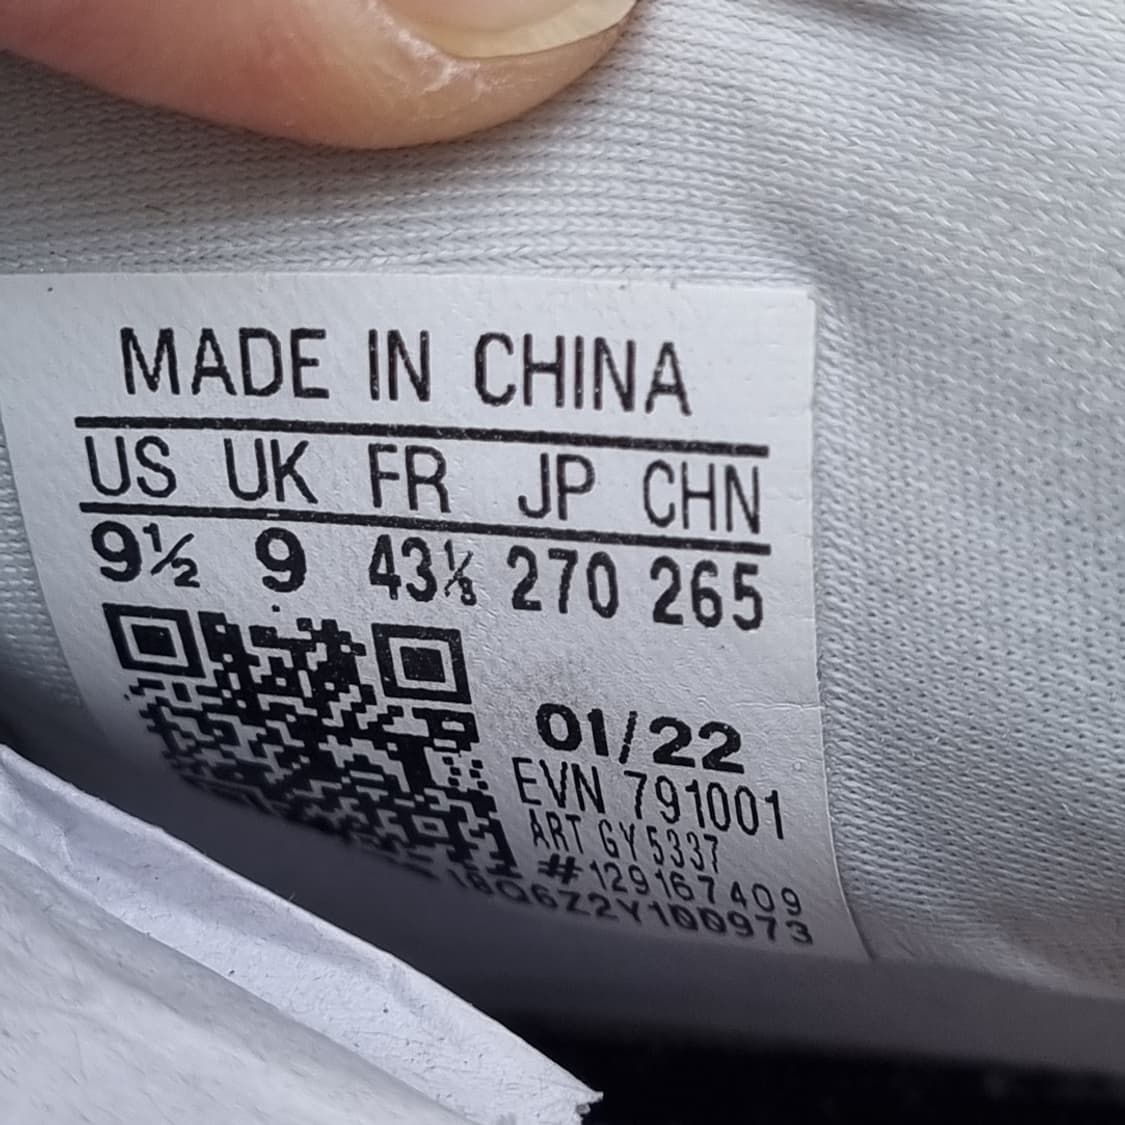 MADE IN CHINA
US UK FR JP CHN
9½ 9 43⅓ 270 265
01/22
EVN 791001
ART GY5337
#129167409
18Q6Z2Y100973